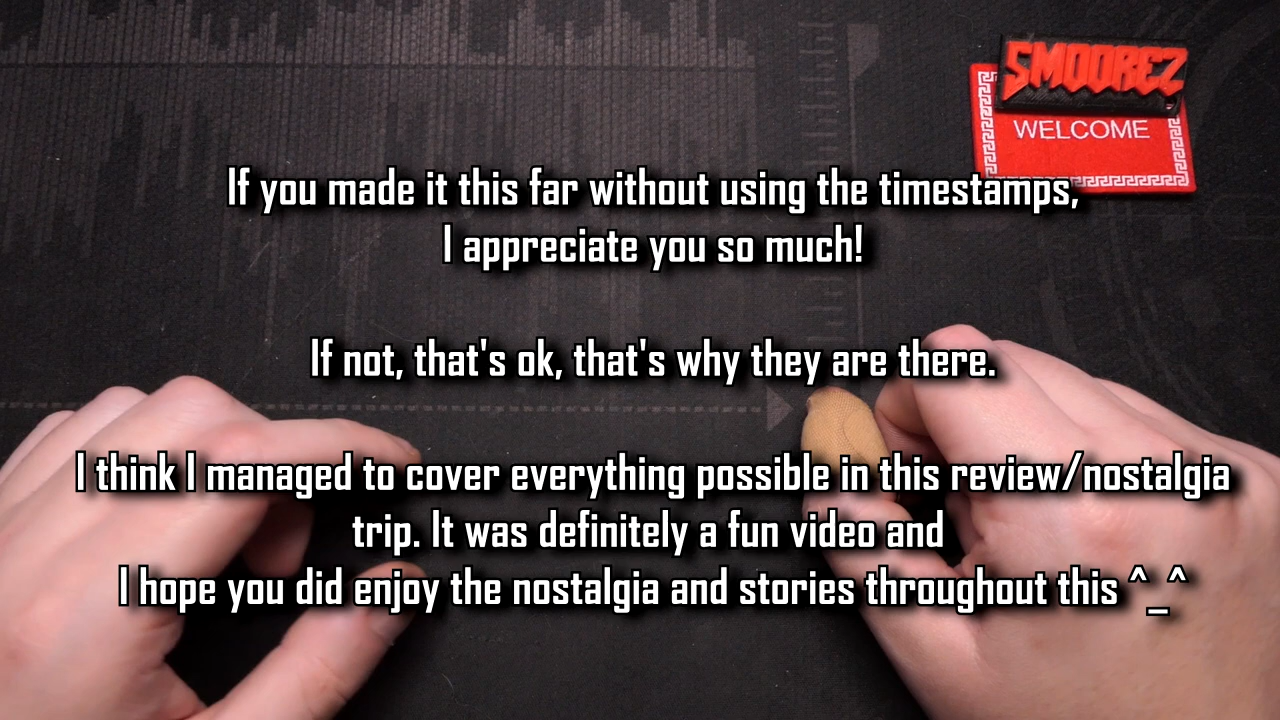 SMOOREZ
WELCOME
If you made it this far without using the timestamps,
I appreciate you so much!
If not, that's ok, that's why they are there.
I think I managed to cover everything possible in this review/nostalgia
trip. It was definitely a fun video and
I hope you did enjoy the nostalgia and stories throughout this ^_^